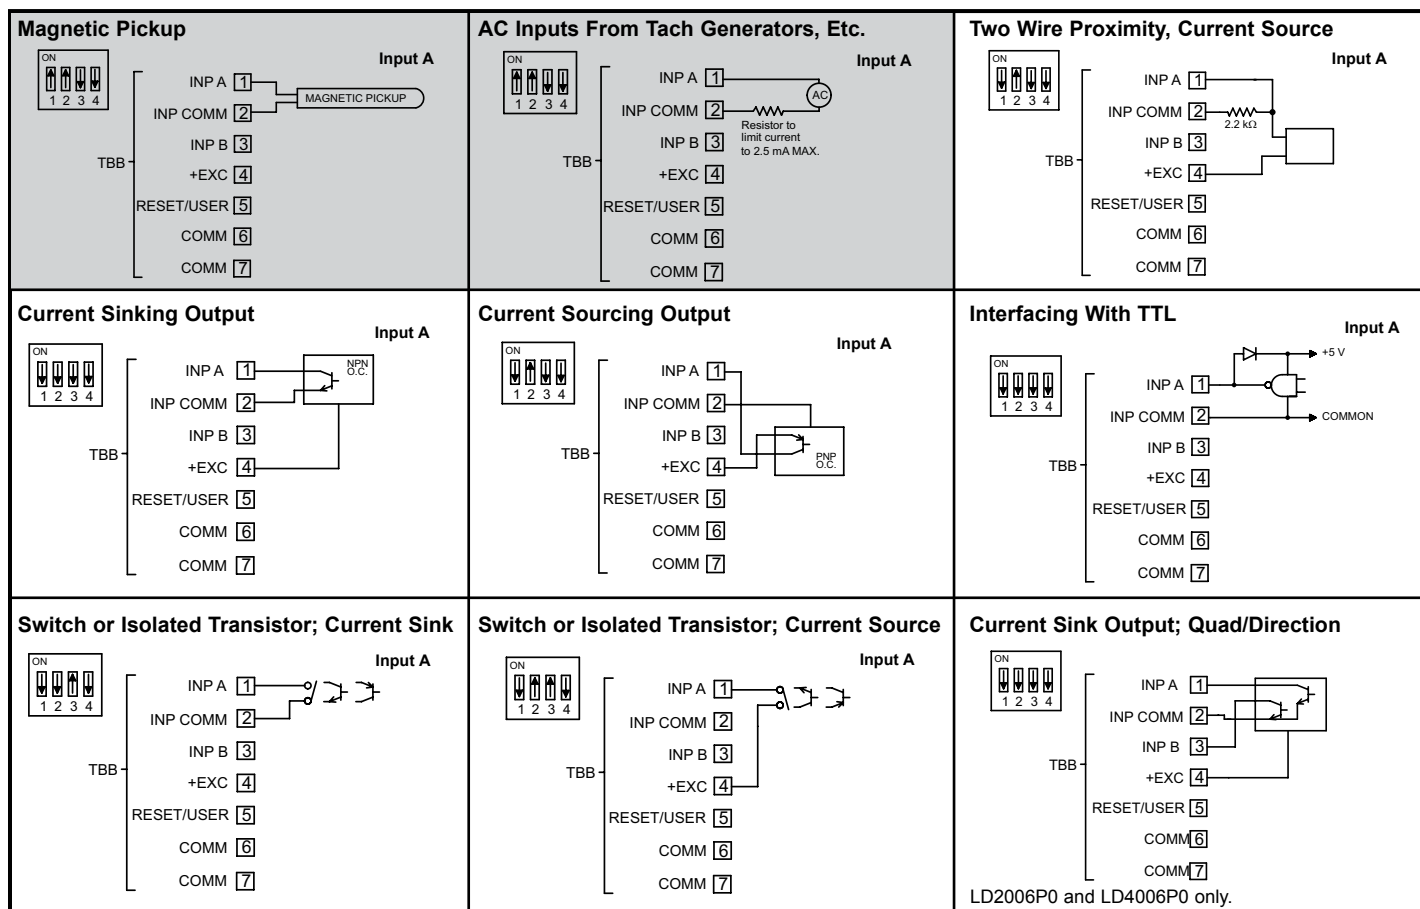 Magnetic Pickup
Input A
ON
1 2 3 4
TBB
INP A 1
MAGNETIC PICKUP
INP COMM 2
INP B 3
+EXC 4
RESET/USER 5
COMM 6
COMM 7
AC Inputs From Tach Generators, Etc.
Input A
ON
1 2 3 4
TBB
INP A 1
AC
INP COMM 2
Resistor to
limit current
to 2.5 mA MAX.
INP B 3
+EXC 4
RESET/USER 5
COMM 6
COMM 7
Two Wire Proximity, Current Source
Input A
ON
1 2 3 4
TBB
INP A 1
INP COMM 2
2.2 kΩ
INP B 3
+EXC 4
RESET/USER 5
COMM 6
COMM 7
Current Sinking Output
Input A
ON
1 2 3 4
TBB
INP A 1
NPN
O.C.
INP COMM 2
INP B 3
+EXC 4
RESET/USER 5
COMM 6
COMM 7
Current Sourcing Output
Input A
ON
1 2 3 4
TBB
INP A 1
INP COMM 2
INP B 3
PNP
O.C.
+EXC 4
RESET/USER 5
COMM 6
COMM 7
Interfacing With TTL
Input A
ON
1 2 3 4
TBB
+5 V
INP A 1
INP COMM 2
COMMON
INP B 3
+EXC 4
RESET/USER 5
COMM 6
COMM 7
Switch or Isolated Transistor; Current Sink
Input A
ON
1 2 3 4
TBB
INP A 1
INP COMM 2
INP B 3
+EXC 4
RESET/USER 5
COMM 6
COMM 7
Switch or Isolated Transistor; Current Source
Input A
ON
1 2 3 4
TBB
INP A 1
INP COMM 2
INP B 3
+EXC 4
RESET/USER 5
COMM 6
COMM 7
Current Sink Output; Quad/Direction
ON
1 2 3 4
TBB
INP A 1
INP COMM 2
INP B 3
+EXC 4
RESET/USER 5
COMM 6
COMM 7
LD2006P0 and LD4006P0 only.